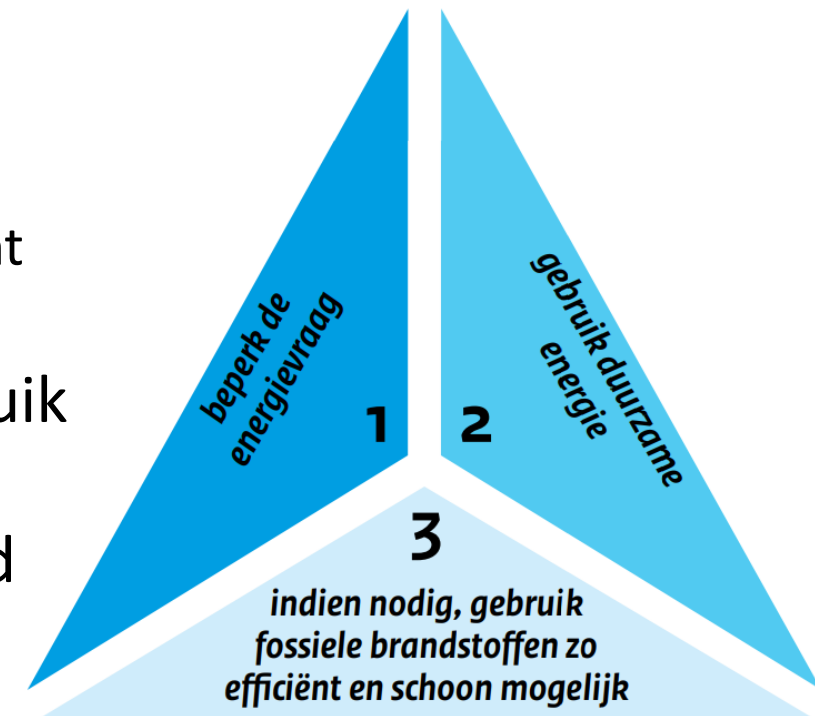 beperk de
energievraag
1
2
gebruik duurzame
energie
3
indien nodig, gebruik
fossiele brandstoffen zo
efficiënt en schoon mogelijk